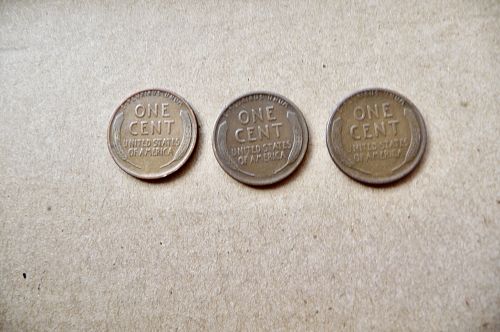 ONE
CENT
UNITED STATES
OF AMERICA
ONE
CENT
UNITED STATES
OF AMERICA
ONE
CENT
UNITED STATES
OF AMERICA